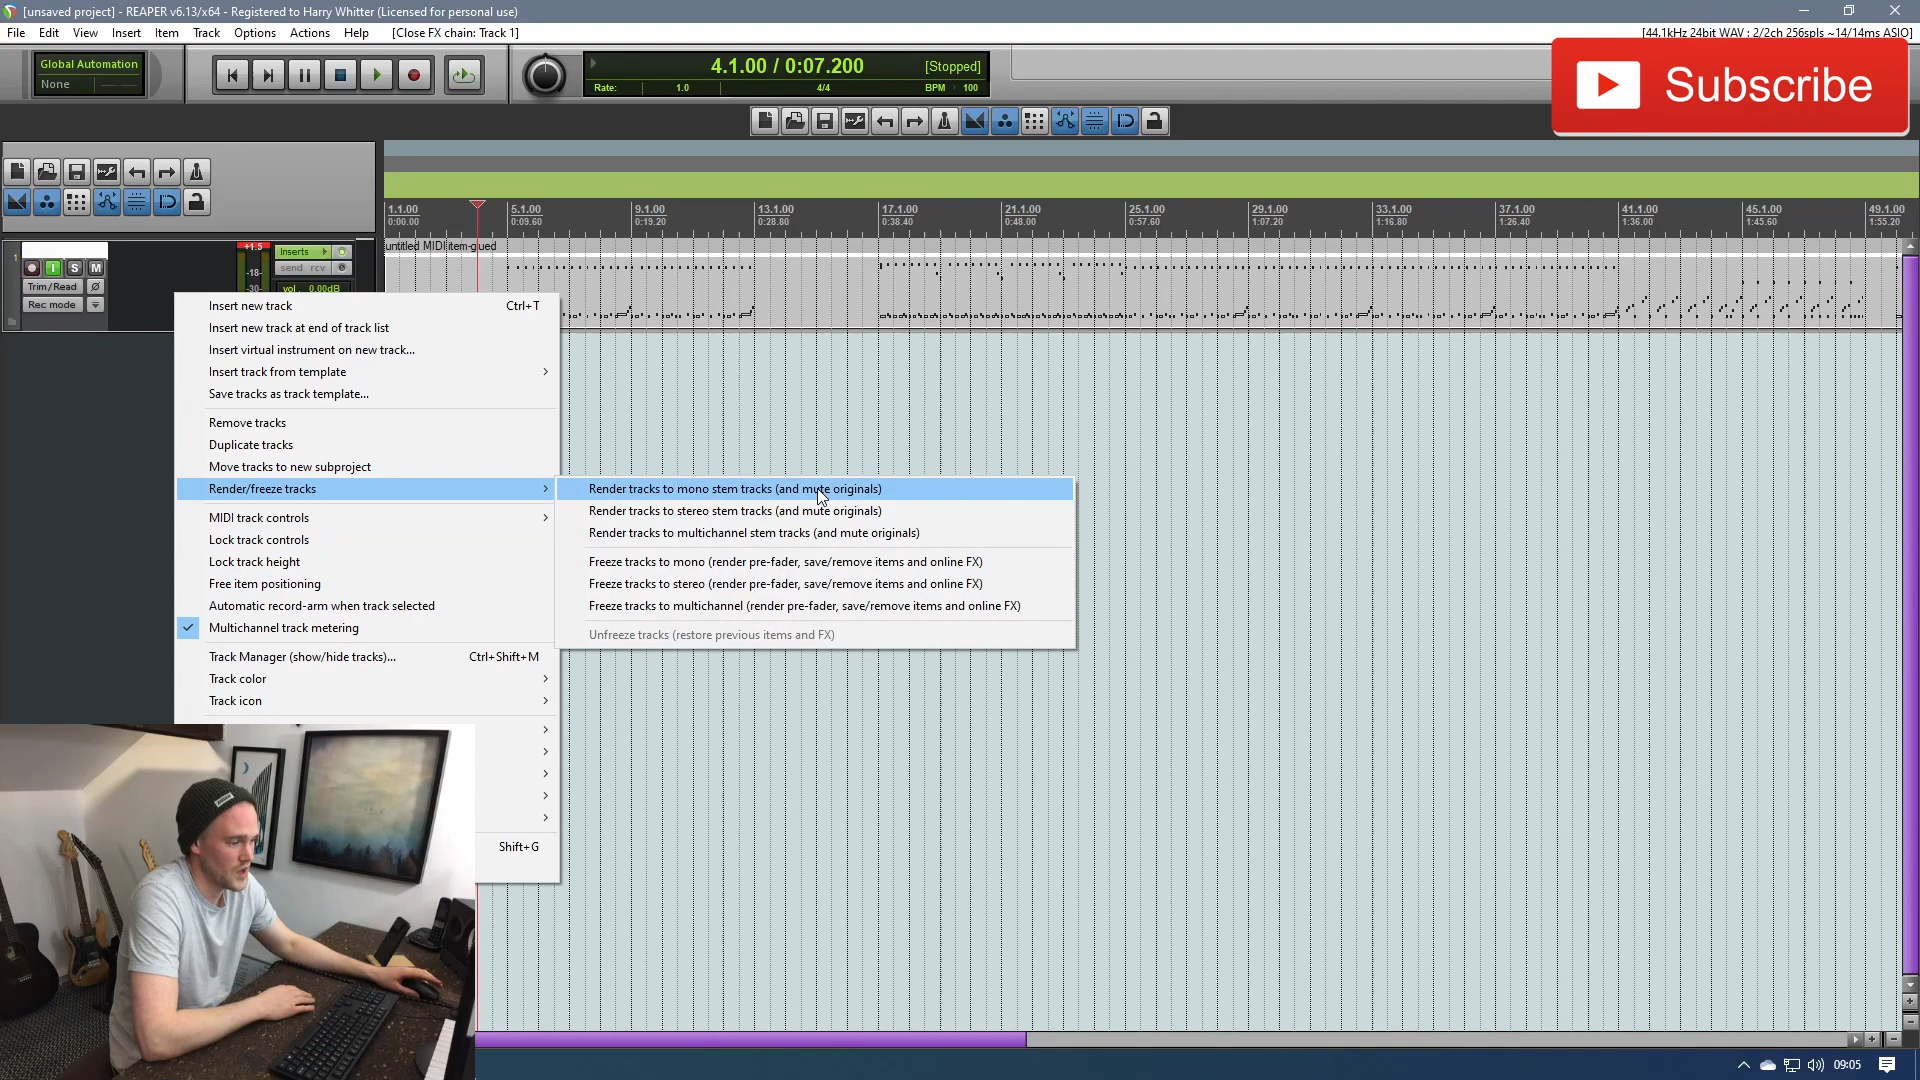 [unsaved project] - REAPER v6.13/x64 - Registered to Harry Whitter (Licensed for personal use)
File Edit View Insert Item Track Options Actions Help [Close FX chain: Track 1]
[44.1kHz 24bit WAV : 2/2ch 256spls ~14/14ms ASIO]
Global Automation
None
4.1.00 / 0:07.200 [Stopped]
Rate: 1.0 4/4 BPM 100
Subscribe
1.1.00 5.1.00 9.1.00 13.1.00 17.1.00 21.1.00 25.1.00 29.1.00 33.1.00 37.1.00 41.1.00 45.1.00 49.1.00
0:00.00 0:09.60 0:19.20 0:28.80 0:38.40 0:48.00 0:57.60 1:07.20 1:16.80 1:26.40 1:36.00 1:45.60 1:55.20
untitled MIDI item-glued
1
+1.5
Inserts
I S M
-18-
send rcv
Trim/Read
-30-
vol 0.00dB
Rec mode
Insert new track Ctrl+T
Insert new track at end of track list
Insert virtual instrument on new track...
Insert track from template
Save tracks as track template...
Remove tracks
Duplicate tracks
Move tracks to new subproject
Render/freeze tracks
MIDI track controls
Lock track controls
Lock track height
Free item positioning
Automatic record-arm when track selected
Multichannel track metering
Track Manager (show/hide tracks)... Ctrl+Shift+M
Track color
Track icon
Shift+G
Render tracks to mono stem tracks (and mute originals)
Render tracks to stereo stem tracks (and mute originals)
Render tracks to multichannel stem tracks (and mute originals)
Freeze tracks to mono (render pre-fader, save/remove items and online FX)
Freeze tracks to stereo (render pre-fader, save/remove items and online FX)
Freeze tracks to multichannel (render pre-fader, save/remove items and online FX)
Unfreeze tracks (restore previous items and FX)
09:05